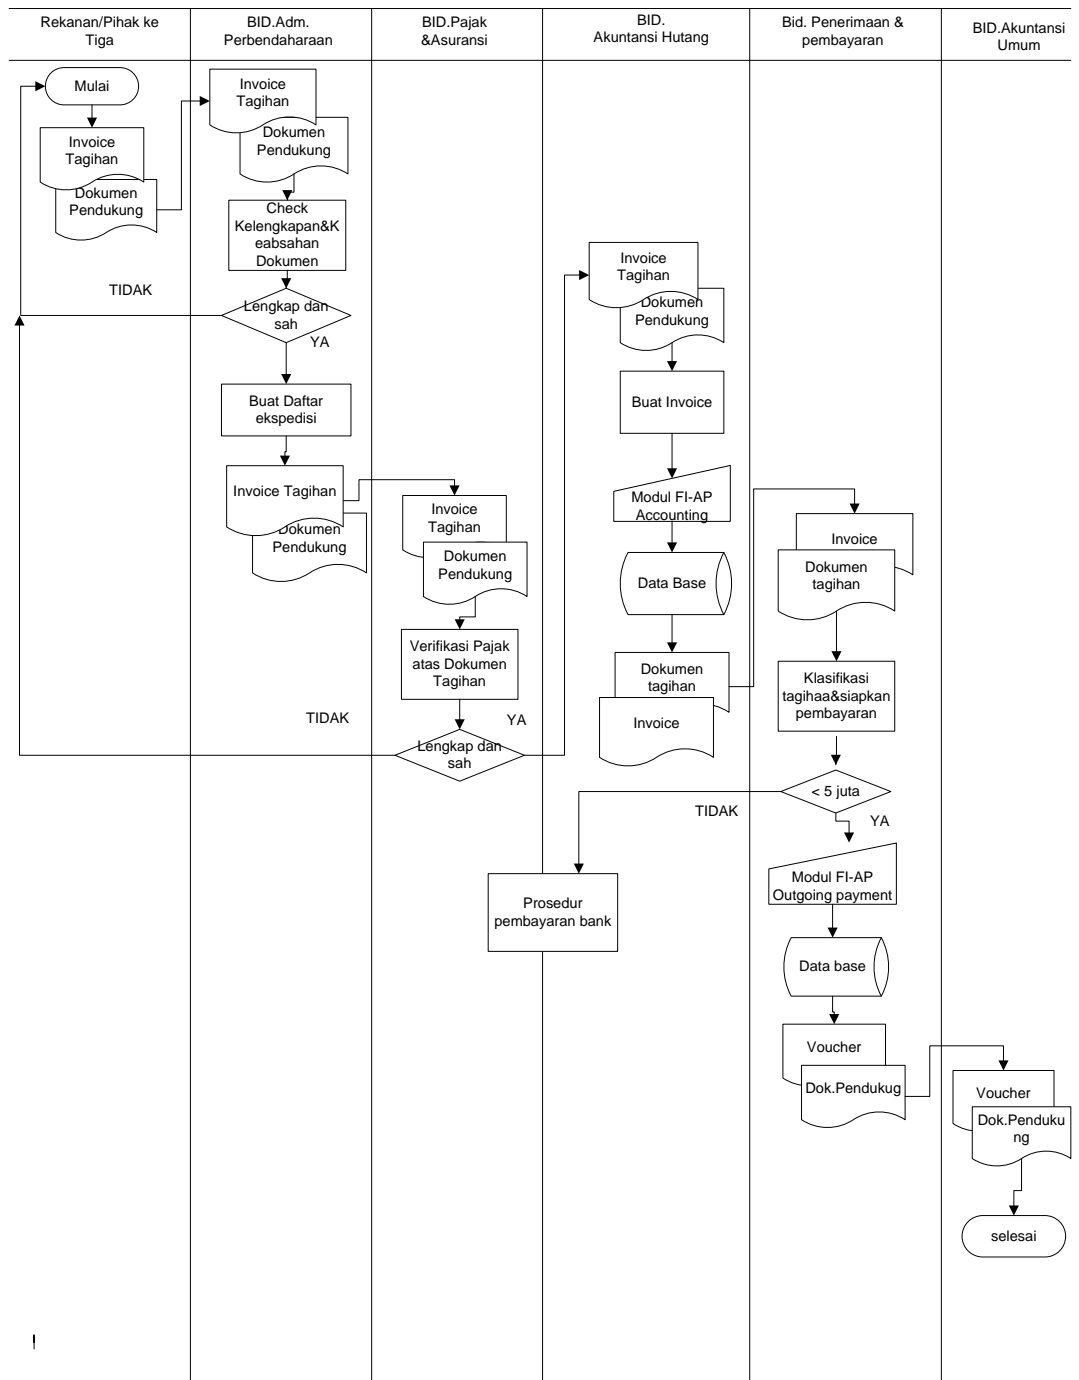 Rekanan/Pihak ke
Tiga
BID.Adm.
Perbendaharaan
BID.Pajak
&Asuransi
BID.
Akuntansi Hutang
Bid. Penerimaan &
pembayaran
BID.Akuntansi
Umum
Mulai
Invoice
Tagihan
Dokumen
Pendukung
Invoice
Tagihan
Dokumen
Pendukung
Check
Kelengkapan&K
eabsahan
Dokumen
TIDAK
Lengkap dan
sah
YA
Buat Daftar
ekspedisi
Invoice Tagihan
Dokumen
Pendukung
Invoice
Tagihan
Dokumen
Pendukung
Verifikasi Pajak
atas Dokumen
Tagihan
TIDAK
YA
Lengkap dan
sah
Invoice
Tagihan
Dokumen
Pendukung
Buat Invoice
Modul FI-AP
Accounting
Data Base
Dokumen
tagihan
Invoice
Invoice
Dokumen
tagihan
Klasifikasi
tagihaa&siapkan
pembayaran
< 5 juta
TIDAK
YA
Prosedur
pembayaran bank
Modul FI-AP
Outgoing payment
Data base
Voucher
Dok.Pendukug
Voucher
Dok.Penduku
ng
selesai